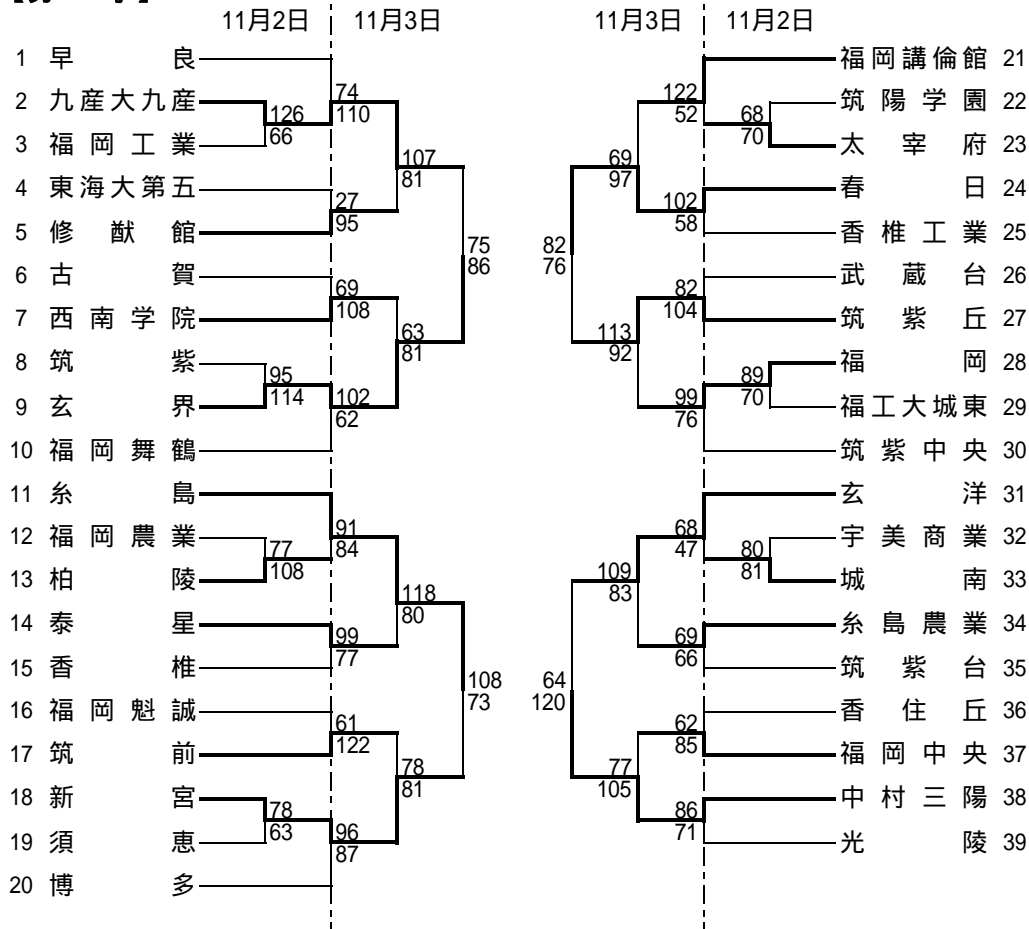 11月2日 11月3日 11月3日 11月2日
1 早良
2 九産大九産
3 福岡工業
4 東海大第五
5 修猷館
6 古賀
7 西南学院
8 筑紫
9 玄界
10 福岡舞鶴
11 糸島
12 福岡農業
13 柏陵
14 泰星
15 香椎
16 福岡魁誠
17 筑前
18 新宮
19 須恵
20 博多
126
66
95
114
77
108
78
63
74
110
27
95
69
108
102
62
91
84
99
77
61
122
96
87
107
81
63
81
118
80
78
81
75
86
108
73
82
76
64
120
69
97
113
92
109
83
77
105
122
52
102
58
82
104
99
76
68
47
69
66
62
85
86
71
68
70
89
70
80
81
福岡講倫館 21
筑陽学園 22
太宰府 23
春日 24
香椎工業 25
武蔵台 26
筑紫丘 27
福岡 28
福工大城東 29
筑紫中央 30
玄洋 31
宇美商業 32
城南 33
糸島農業 34
筑紫台 35
香住丘 36
福岡中央 37
中村三陽 38
光陵 39